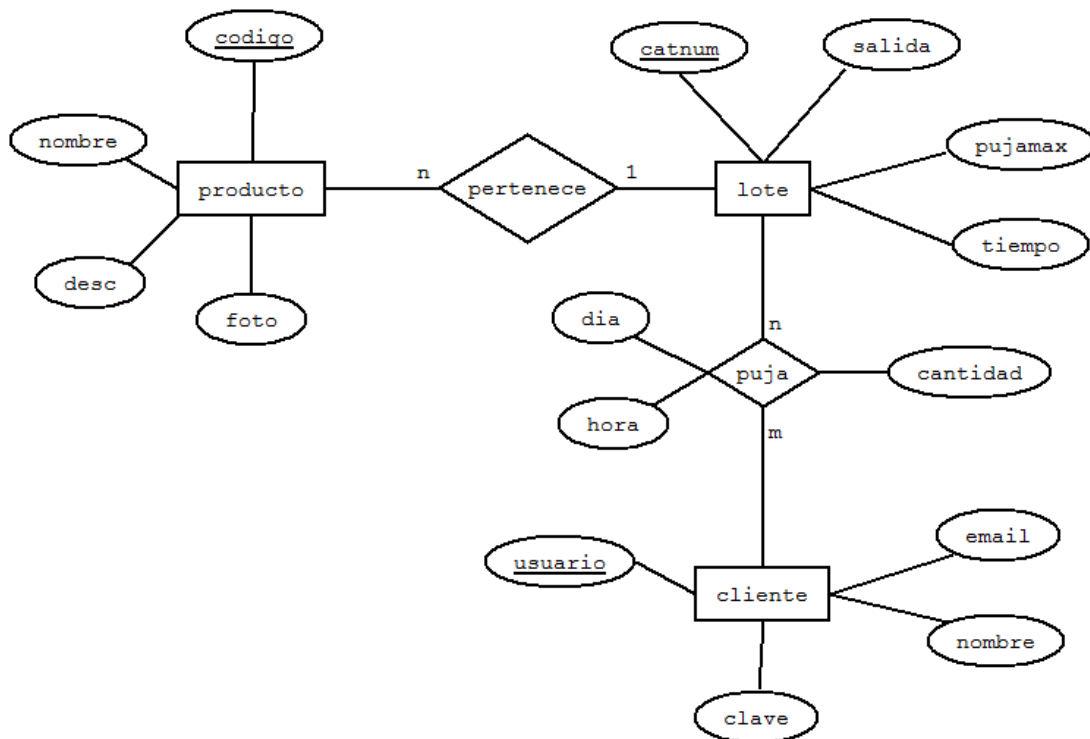 codigo
catnum
salida
nombre
pujamax
producto
n
pertenece
1
lote
tiempo
desc
foto
dia
n
puja
cantidad
hora
m
email
usuario
cliente
nombre
clave